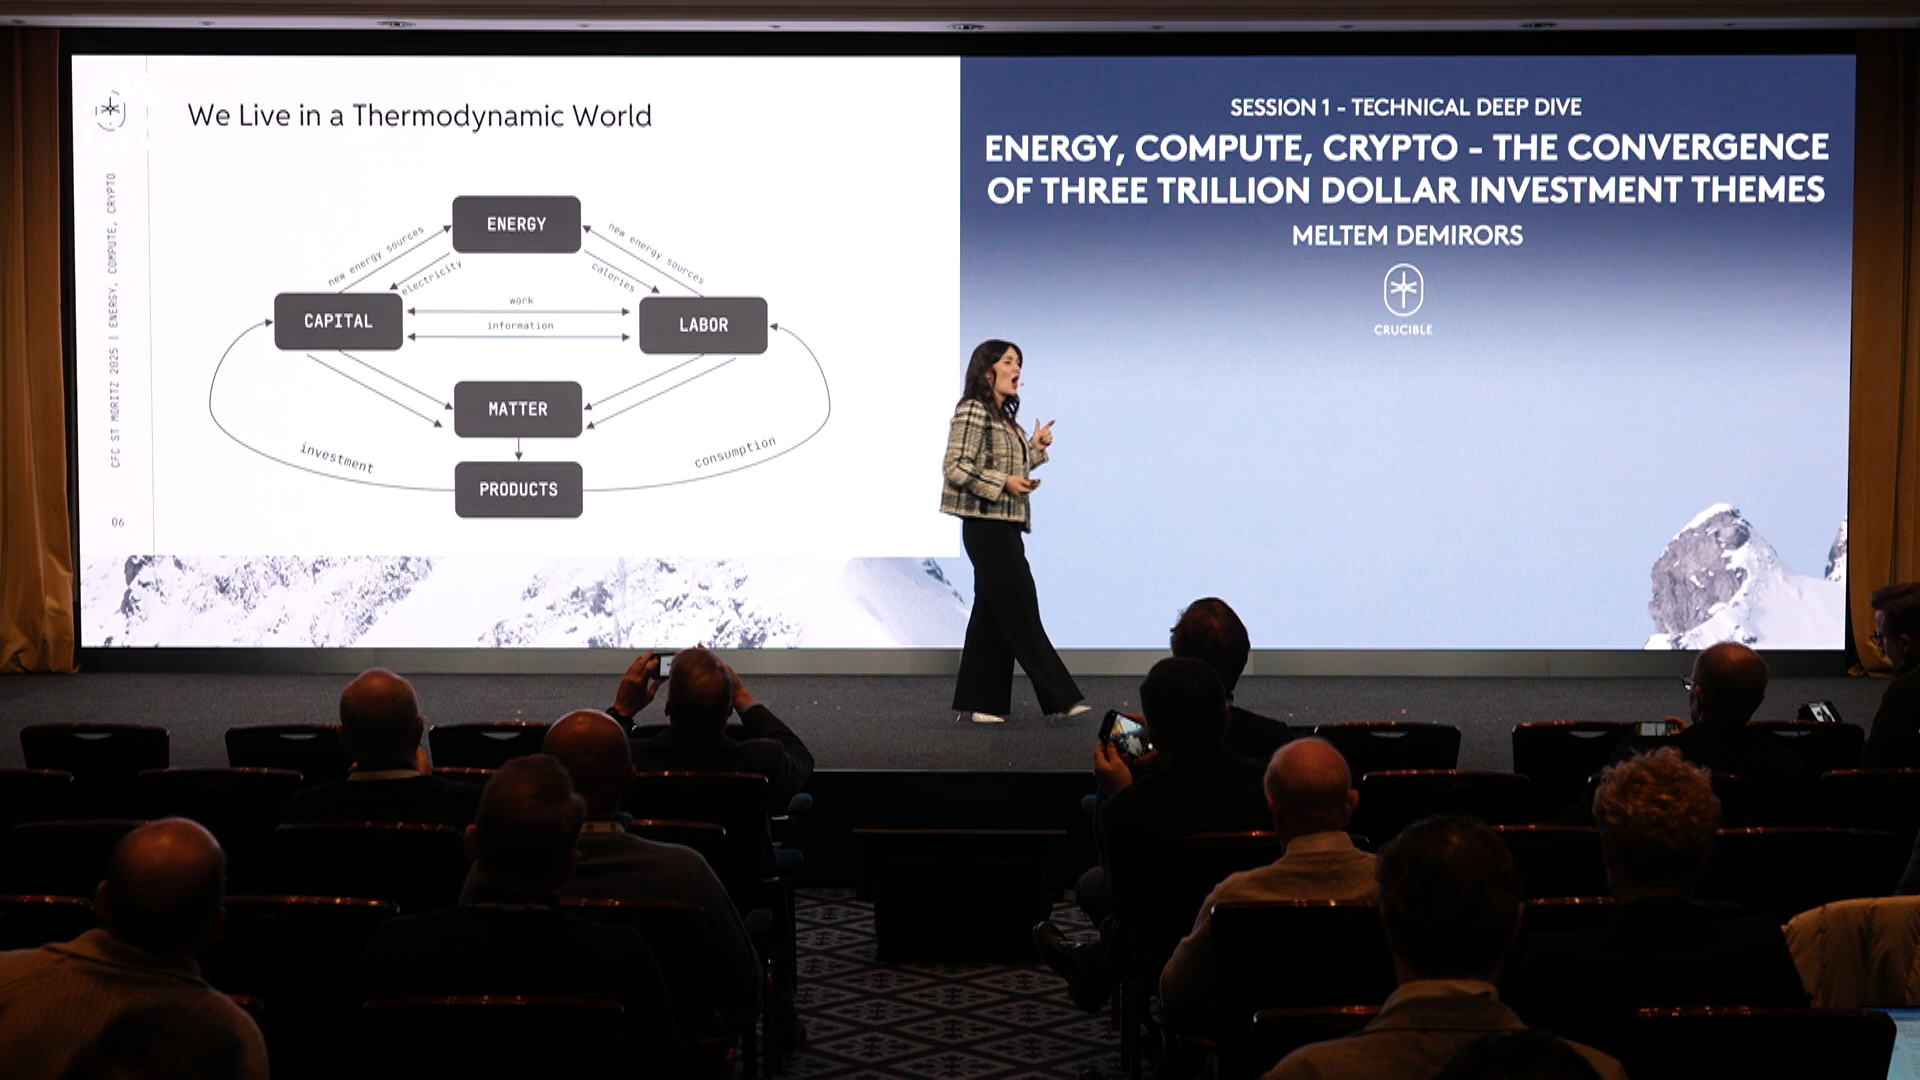 We Live in a Thermodynamic World
CFC ST MORITZ 2025 | ENERGY, COMPUTE, CRYPTO
06
ENERGY
new energy sources
new energy sources
electricity
calories
CAPITAL
work
information
LABOR
MATTER
investment
consumption
PRODUCTS
SESSION 1 - TECHNICAL DEEP DIVE
ENERGY, COMPUTE, CRYPTO - THE CONVERGENCE
OF THREE TRILLION DOLLAR INVESTMENT THEMES
MELTEM DEMIRORS
CRUCIBLE